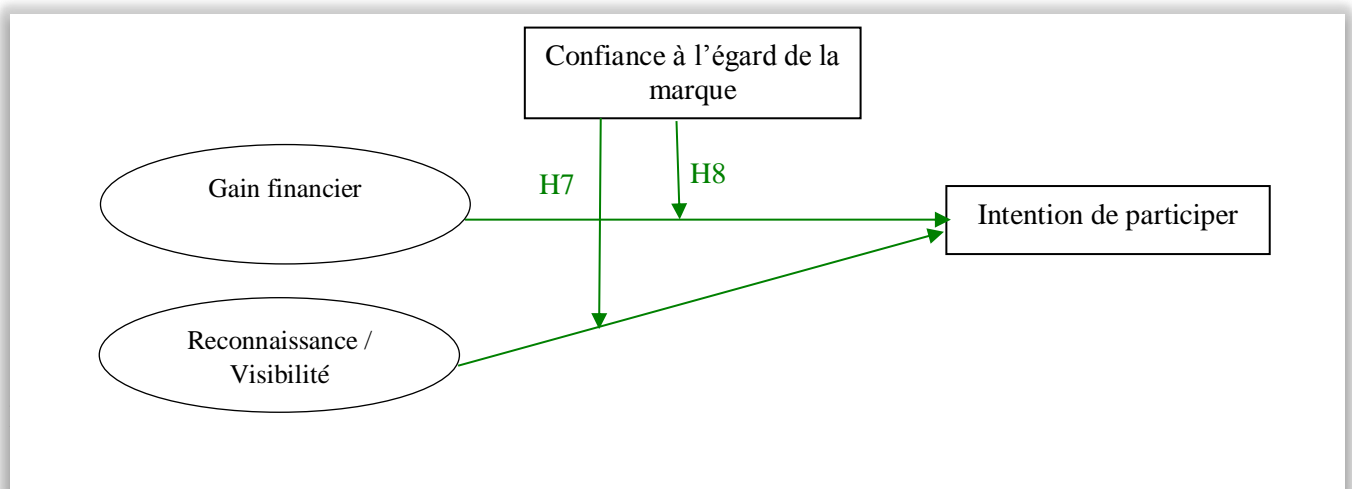 Confiance à l’égard de la
marque
Gain financier
H7
H8
Intention de participer
Reconnaissance /
Visibilité